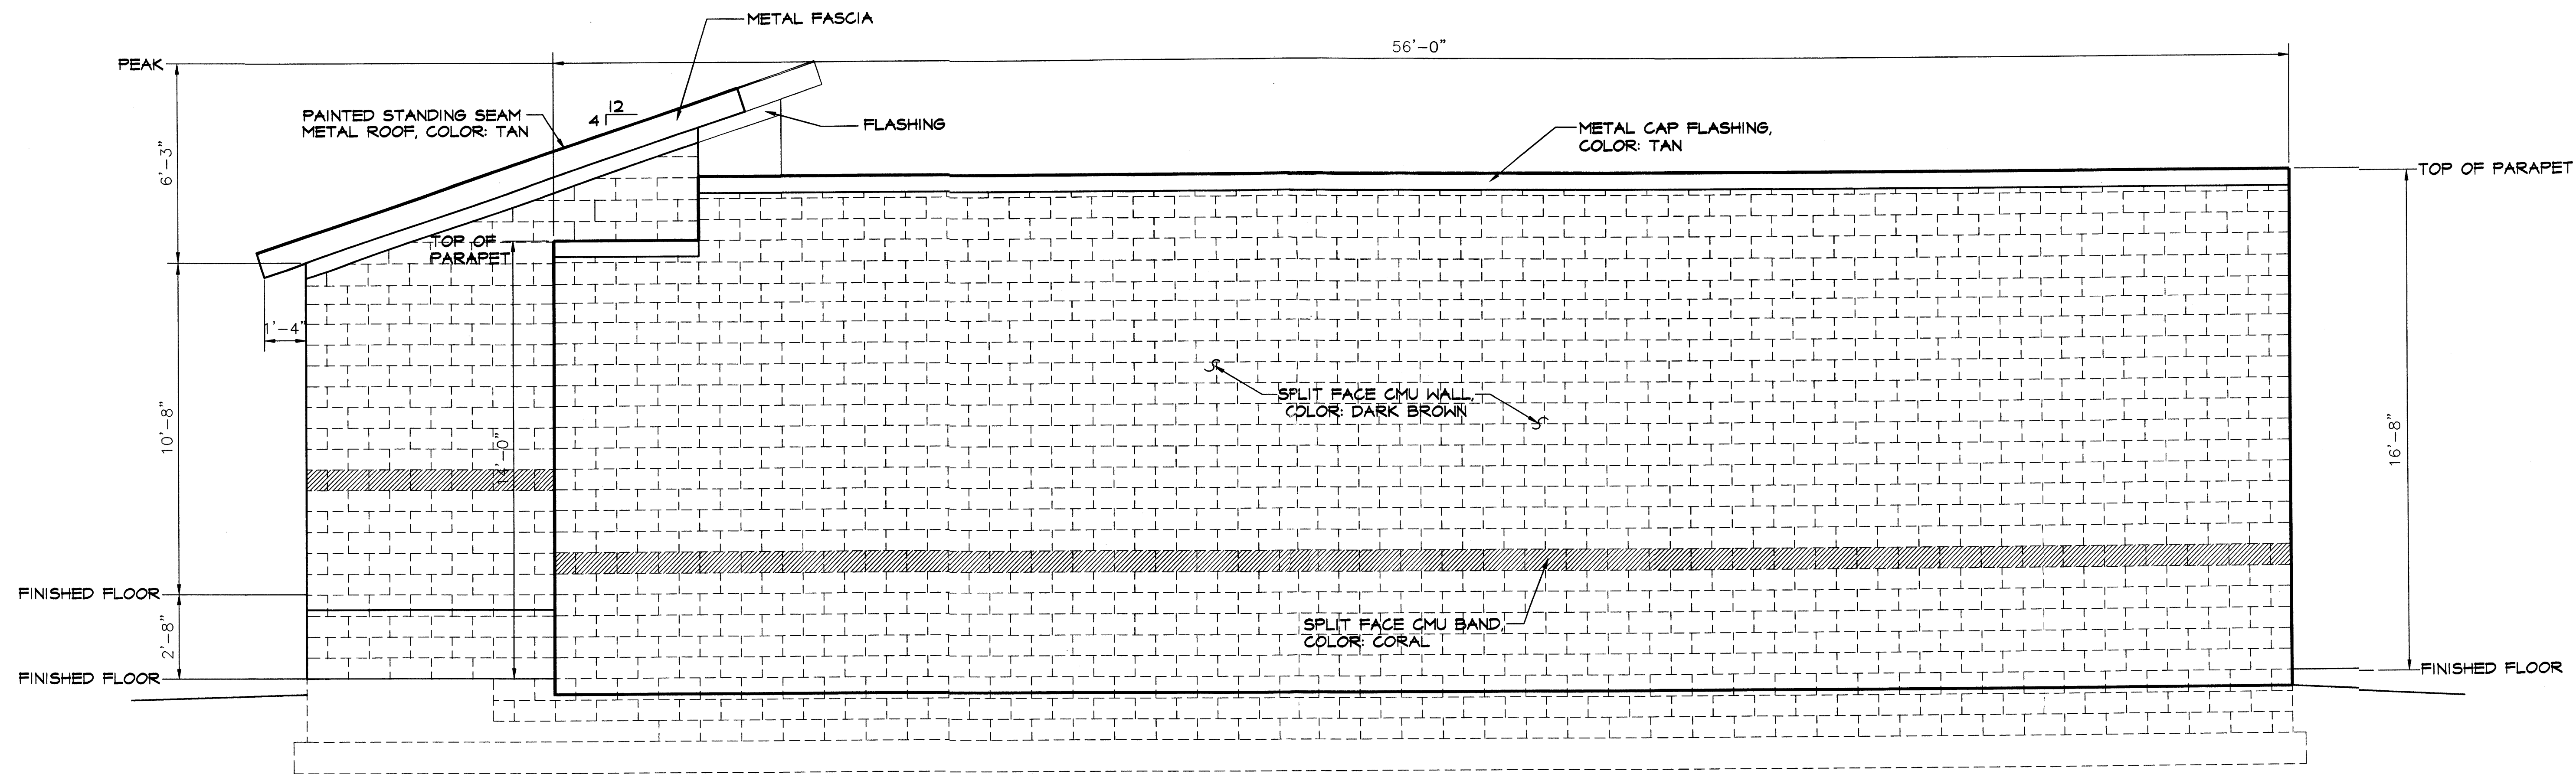 METAL FASCIA
56'-0"
PEAK
PAINTED STANDING SEAM
METAL ROOF, COLOR: TAN
12
4
FLASHING
METAL CAP FLASHING,
COLOR: TAN
6'-3"
TOP OF PARAPET
TOP OF
PARAPET
1'-4"
SPLIT FACE CMU WALL,
COLOR: DARK BROWN
10'-8"
14'-0"
16'-8"
FINISHED FLOOR
2'-8"
SPLIT FACE CMU BAND,
COLOR: CORAL
FINISHED FLOOR
FINISHED FLOOR